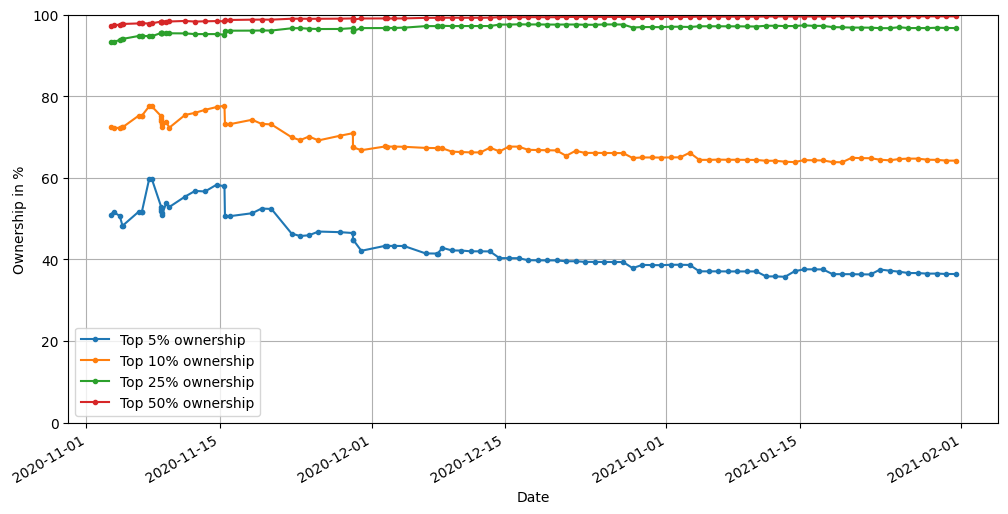 100
80
60
40
20
0
Ownership in %
Top 5% ownership
Top 10% ownership
Top 25% ownership
Top 50% ownership
2020-11-01
2020-11-15
2020-12-01
2020-12-15
2021-01-01
2021-01-15
2021-02-01
Date